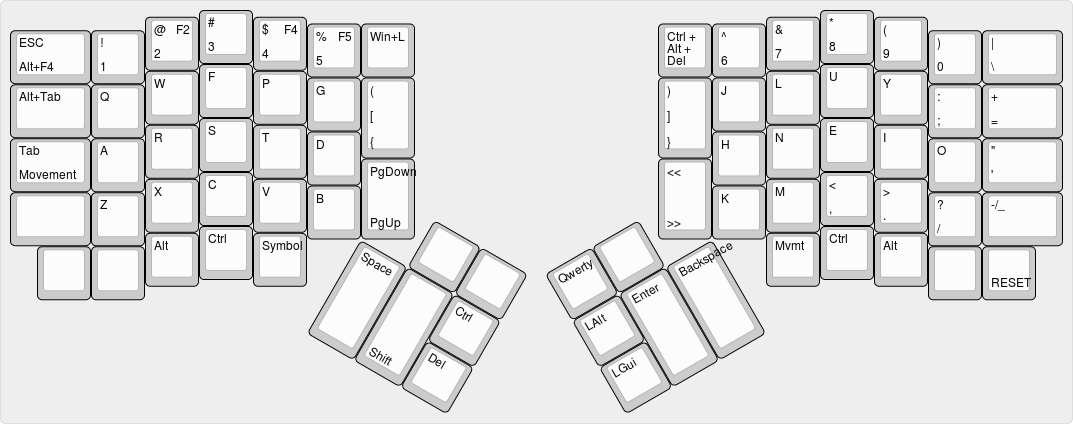 ESC
Alt+F4
!
1
@ F2
2
#
3
$ F4
4
% F5
5
Win+L
Alt+Tab
Q
W
F
P
G
(
[
{
Tab
Movement
A
R
S
T
D
PgDown
PgUp
Z
X
C
V
B
Alt
Ctrl
Symbol
Space
Shift
Ctrl
Del
Ctrl +
Alt +
Del
^
6
&
7
*
8
(
9
)
0
|
\
)
]
}
J
L
U
Y
:
;
+
=
H
N
E
I
O
"
'
<<
>>
K
M
<
,
>
.
?
/
-/_
Mvmt
Ctrl
Alt
RESET
Qwerty
Backspace
Enter
LAlt
LGui